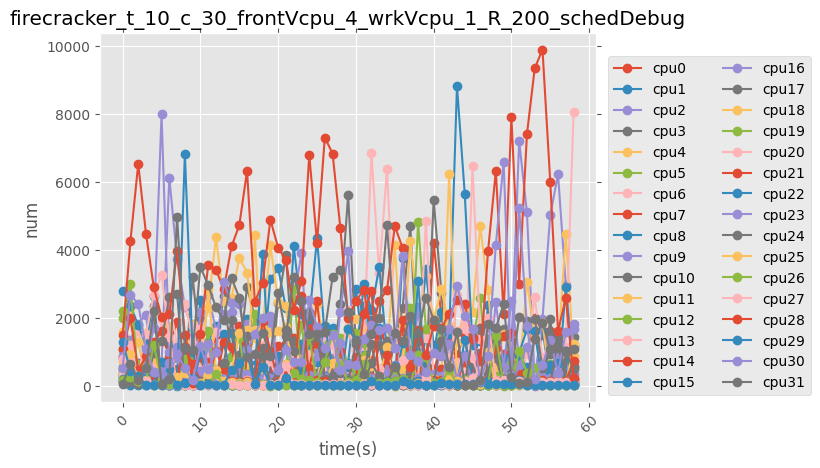 firecracker_t_10_c_30_frontVcpu_4_wrkVcpu_1_R_200_schedDebug
10000
8000
6000
4000
2000
0
num
0
10
20
30
40
50
60
time(s)
cpu0
cpu1
cpu2
cpu3
cpu4
cpu5
cpu6
cpu7
cpu8
cpu9
cpu10
cpu11
cpu12
cpu13
cpu14
cpu15
cpu16
cpu17
cpu18
cpu19
cpu20
cpu21
cpu22
cpu23
cpu24
cpu25
cpu26
cpu27
cpu28
cpu29
cpu30
cpu31